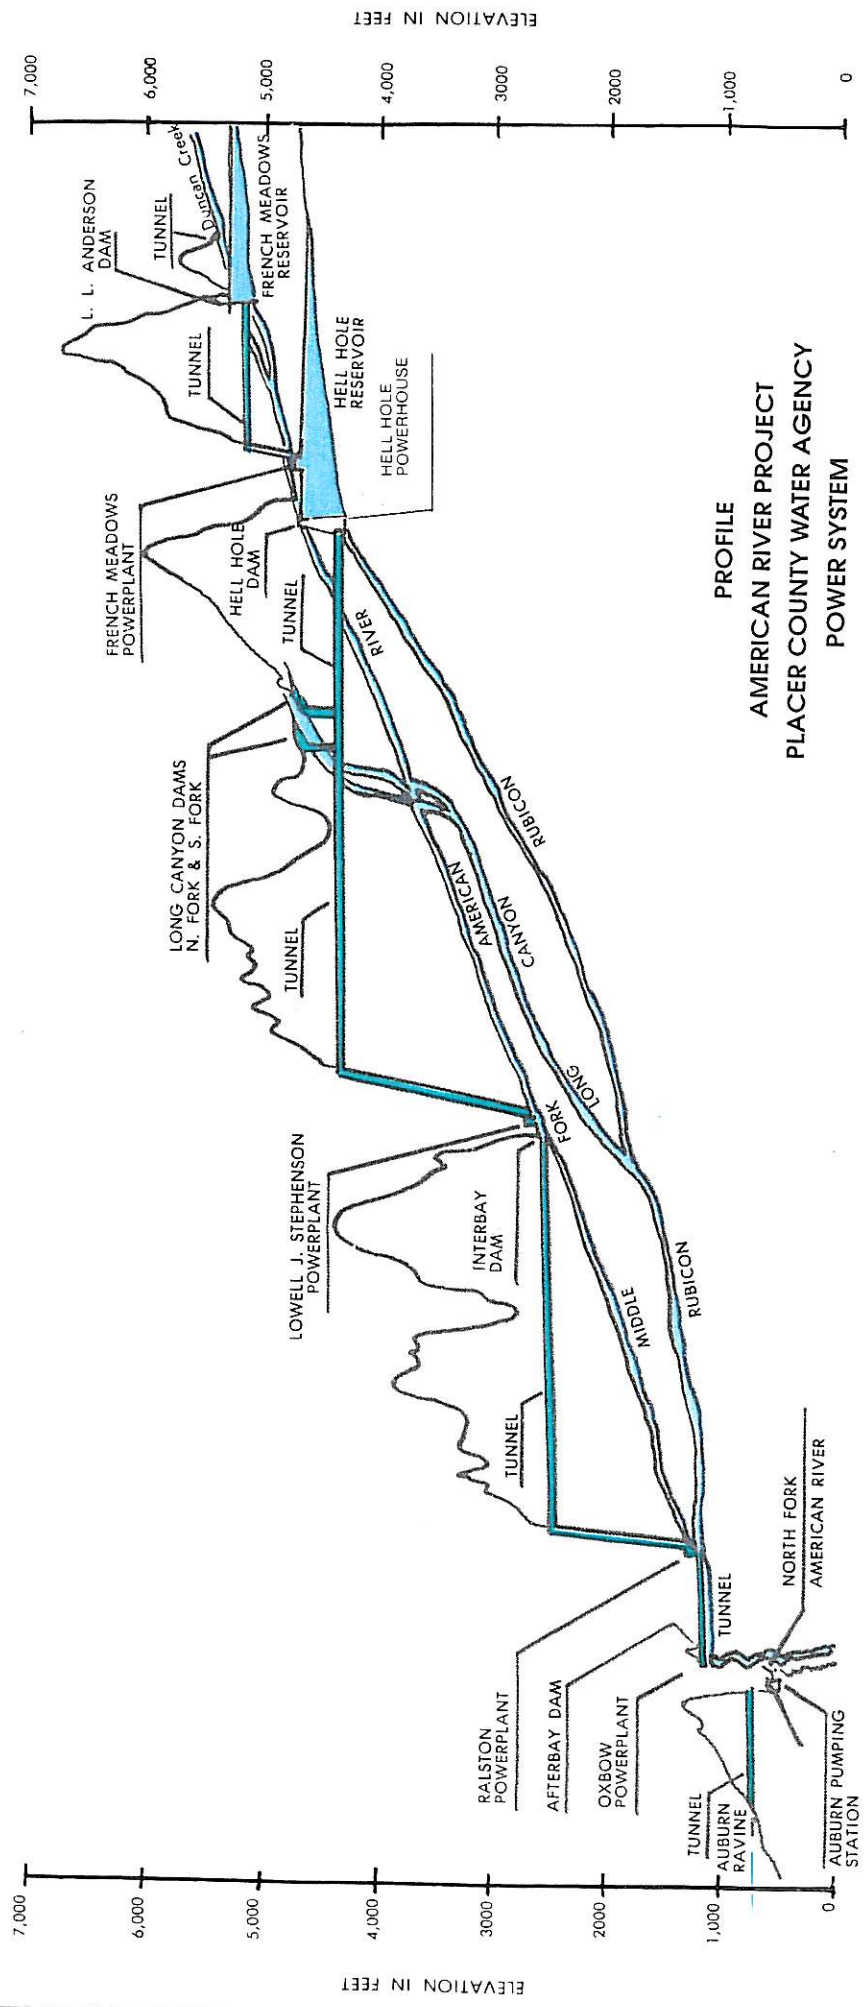 ELEVATION IN FEET
7,000
6,000
5,000
4,000
3000
2000
1,000
0
RALSTON
POWERPLANT
AFTERBAY DAM
OXBOW
POWERPLANT
TUNNEL
AUBURN
RAVINE
AUBURN PUMPING
STATION
NORTH FORK
AMERICAN RIVER
TUNNEL
TUNNEL
LOWELL J. STEPHENSON
POWERPLANT
INTERBAY
DAM
MIDDLE
FORK
AMERICAN
RIVER
RUBICON
LONG
CANYON
RUBICON
LONG CANYON DAMS
N. FORK & S. FORK
TUNNEL
TUNNEL
FRENCH MEADOWS
POWERPLANT
HELL HOLE
DAM
HELL HOLE
RESERVOIR
HELL HOLE
POWERHOUSE
TUNNEL
L. L. ANDERSON
DAM
TUNNEL
Duncan Creek
FRENCH MEADOWS
RESERVOIR
7,000
6,000
5,000
4,000
3000
2000
1,000
0
ELEVATION IN FEET
PROFILE
AMERICAN RIVER PROJECT
PLACER COUNTY WATER AGENCY
POWER SYSTEM